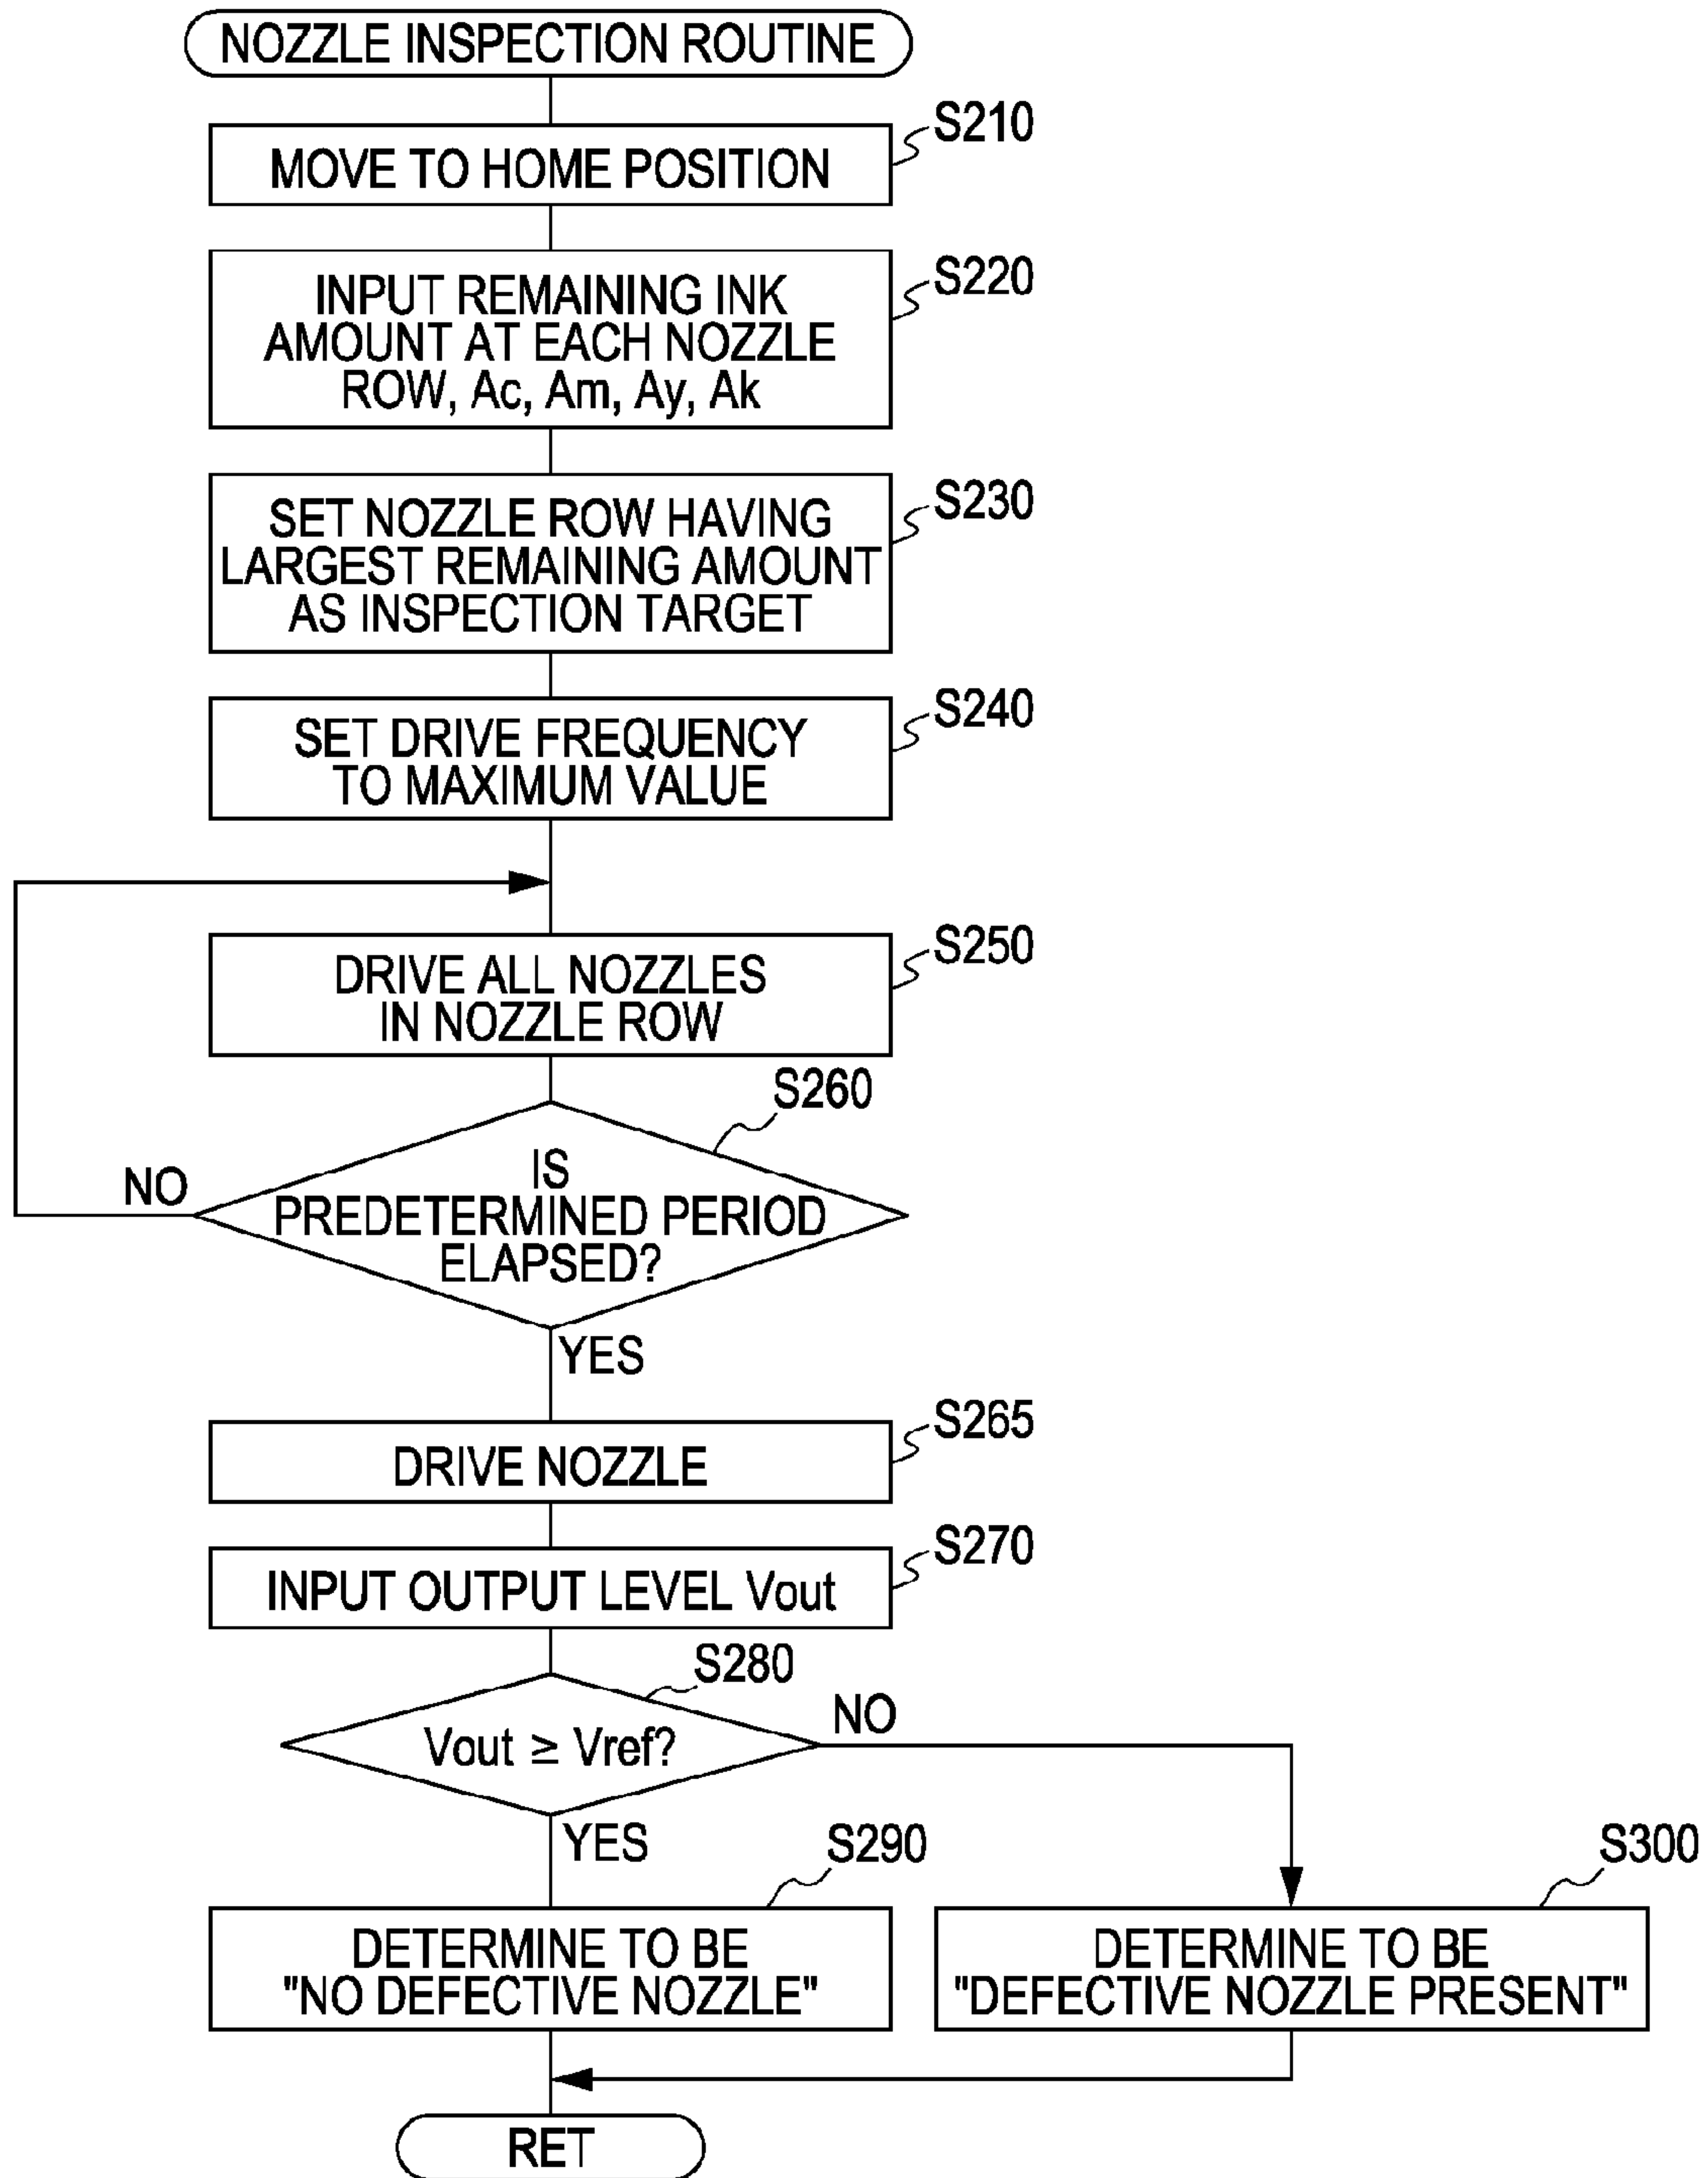 NOZZLE INSPECTION ROUTINE
S210
MOVE TO HOME POSITION
S220
INPUT REMAINING INK
AMOUNT AT EACH NOZZLE
ROW, Ac, Am, Ay, Ak
S230
SET NOZZLE ROW HAVING
LARGEST REMAINING AMOUNT
AS INSPECTION TARGET
S240
SET DRIVE FREQUENCY
TO MAXIMUM VALUE
S250
DRIVE ALL NOZZLES
IN NOZZLE ROW
S260
NO
IS
PREDETERMINED PERIOD
ELAPSED?
YES
S265
DRIVE NOZZLE
S270
INPUT OUTPUT LEVEL Vout
S280
NO
Vout ≥ Vref?
YES
S290
S300
DETERMINE TO BE
"NO DEFECTIVE NOZZLE"
DETERMINE TO BE
"DEFECTIVE NOZZLE PRESENT"
RET